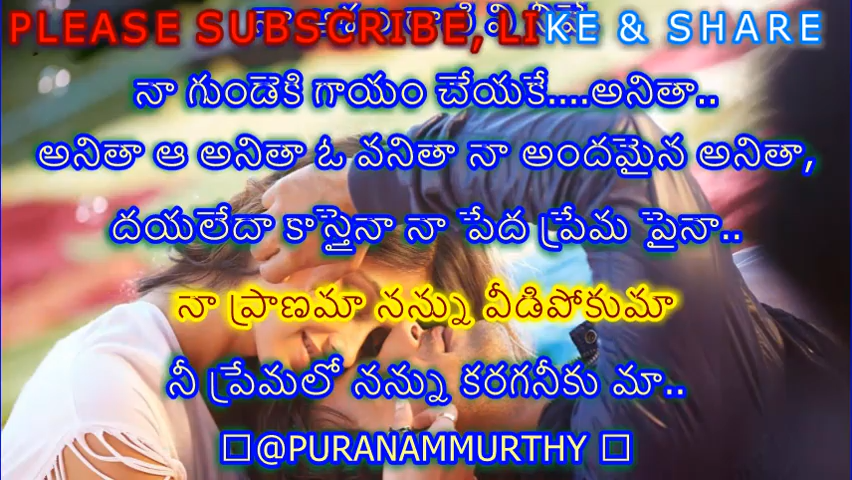 PLEASE SUBSCRIBE, LIKE & SHARE
నా గుండెకి గాయం చేయకే....అనితా..
అనితా ఆ అనితా ఓ వనితా నా అందమైన అనితా,
దయలేదా కాస్తైనా నా పేద ప్రేమ పైనా..
నా ప్రాణమా నన్ను వీడిపోకుమా
నీ ప్రేమలో నన్ను కరగనీకు మా..
@PURANAMMURTHY